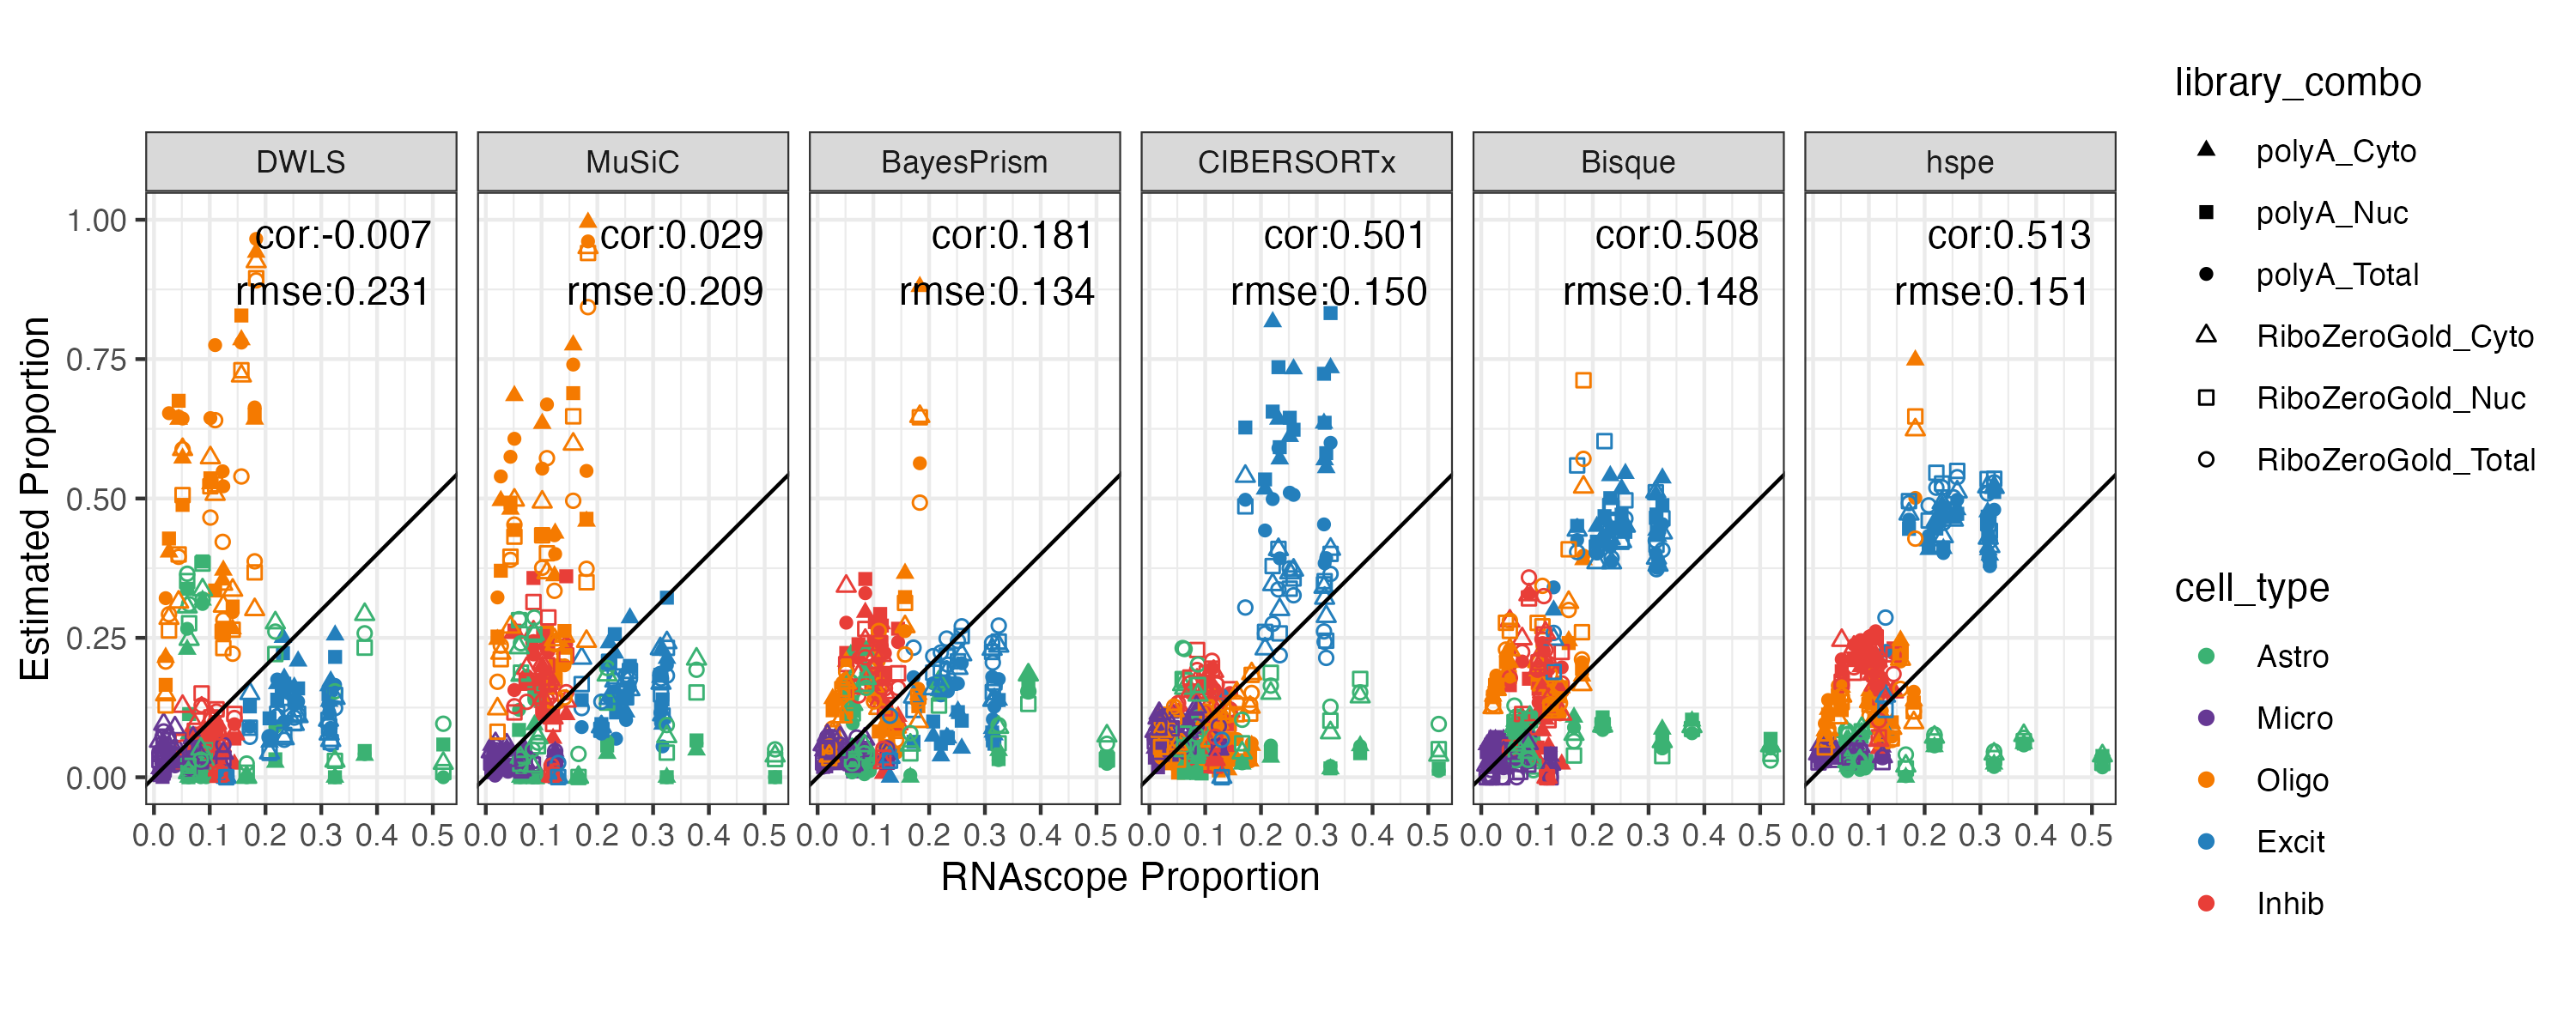 DWLS MuSiC BayesPrism CIBERSORTx Bisque hspe
cor:-0.007 cor:0.029 cor:0.181 cor:0.501 cor:0.508 cor:0.513
rmse:0.231 rmse:0.209 rmse:0.134 rmse:0.150 rmse:0.148 rmse:0.151
Estimated Proportion
1.00
0.75
0.50
0.25
0.00
0.0 0.1 0.2 0.3 0.4 0.5 0.0 0.1 0.2 0.3 0.4 0.5 0.0 0.1 0.2 0.3 0.4 0.5 0.0 0.1 0.2 0.3 0.4 0.5 0.0 0.1 0.2 0.3 0.4 0.5 0.0 0.1 0.2 0.3 0.4 0.5
RNAscope Proportion
library_combo
polyA_Cyto
polyA_Nuc
polyA_Total
RiboZeroGold_Cyto
RiboZeroGold_Nuc
RiboZeroGold_Total
cell_type
Astro
Micro
Oligo
Excit
Inhib